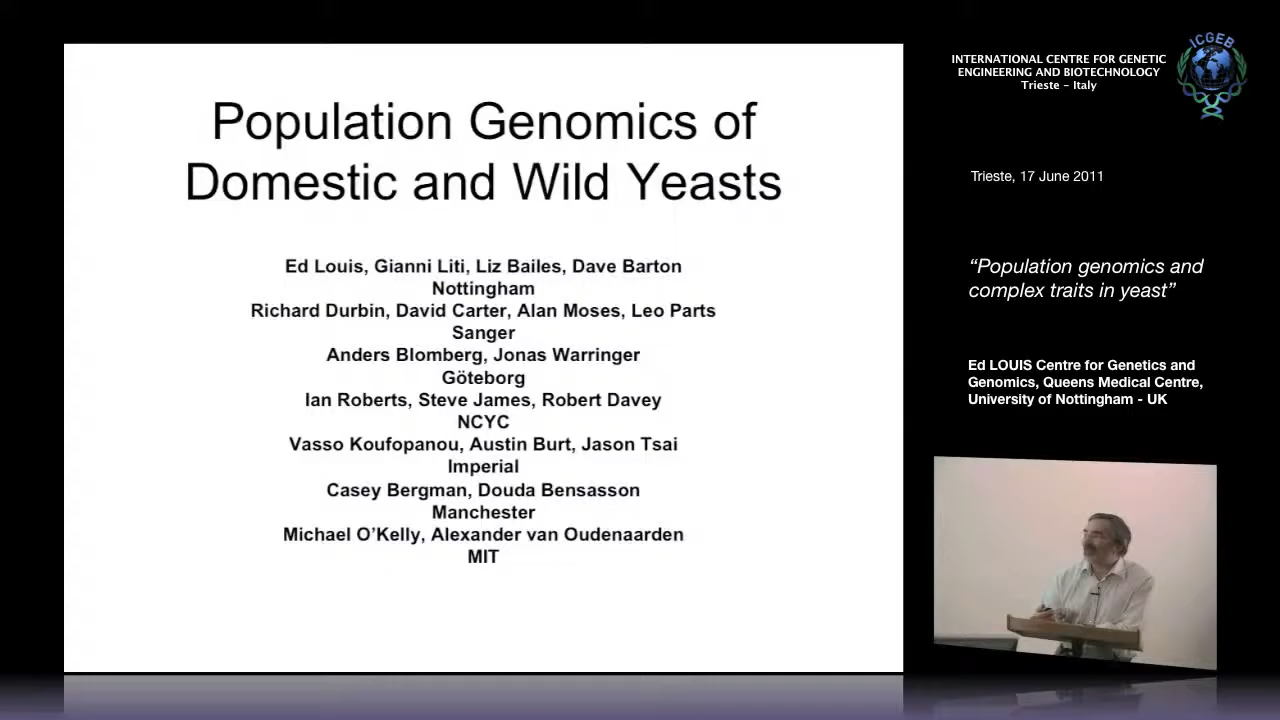 Population Genomics of
Domestic and Wild Yeasts
Ed Louis, Gianni Liti, Liz Bailes, Dave Barton
Nottingham
Richard Durbin, David Carter, Alan Moses, Leo Parts
Sanger
Anders Blomberg, Jonas Warringer
Göteborg
Ian Roberts, Steve James, Robert Davey
NCYC
Vasso Koufopanou, Austin Burt, Jason Tsai
Imperial
Casey Bergman, Douda Bensasson
Manchester
Michael O’Kelly, Alexander van Oudenaarden
MIT
INTERNATIONAL CENTRE FOR GENETIC
ENGINEERING AND BIOTECHNOLOGY
Trieste – Italy
ICGEB
Trieste, 17 June 2011
“Population genomics and
complex traits in yeast”
Ed LOUIS Centre for Genetics and
Genomics, Queens Medical Centre,
University of Nottingham - UK